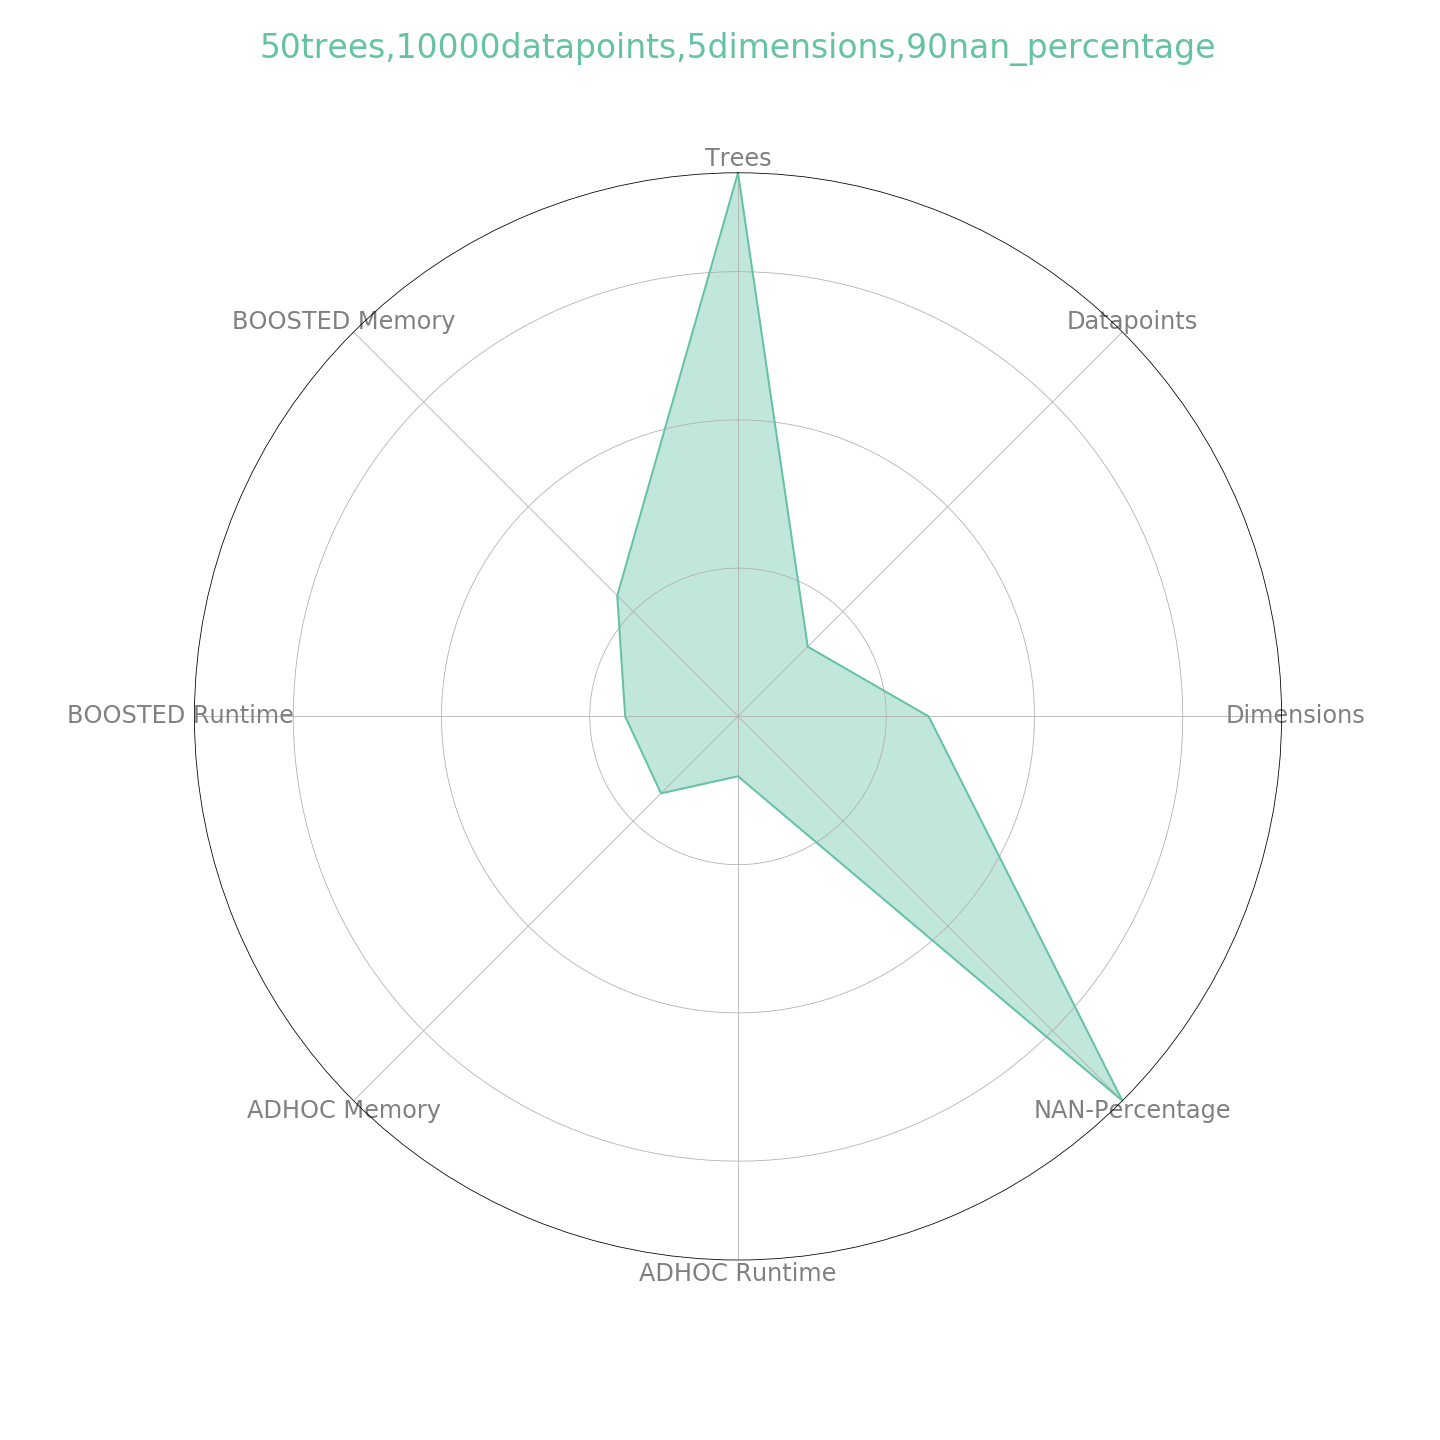 50trees,10000datapoints,5dimensions,90nan_percentage
Trees
BOOSTED Memory
Datapoints
BOOSTED Runtime
Dimensions
ADHOC Memory
NAN-Percentage
ADHOC Runtime